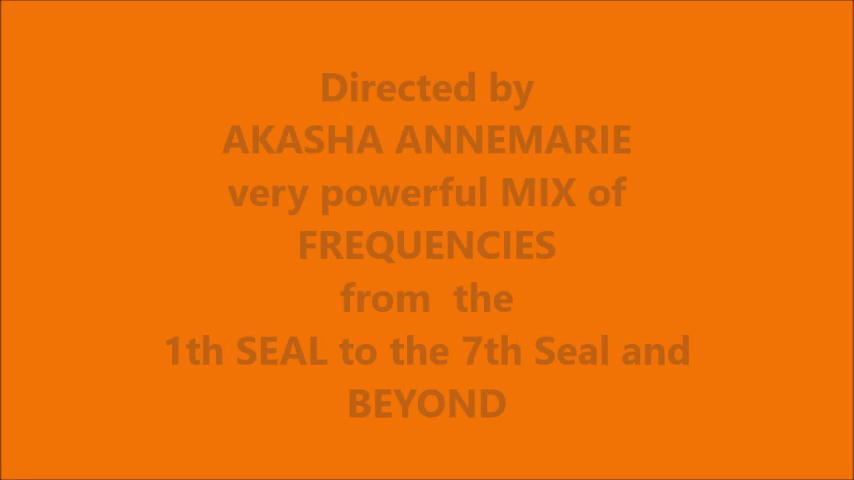 Directed by
AKASHA ANNEMARIE
very powerful MIX of
FREQUENCIES
from  the
1th SEAL to the 7th Seal and
BEYOND